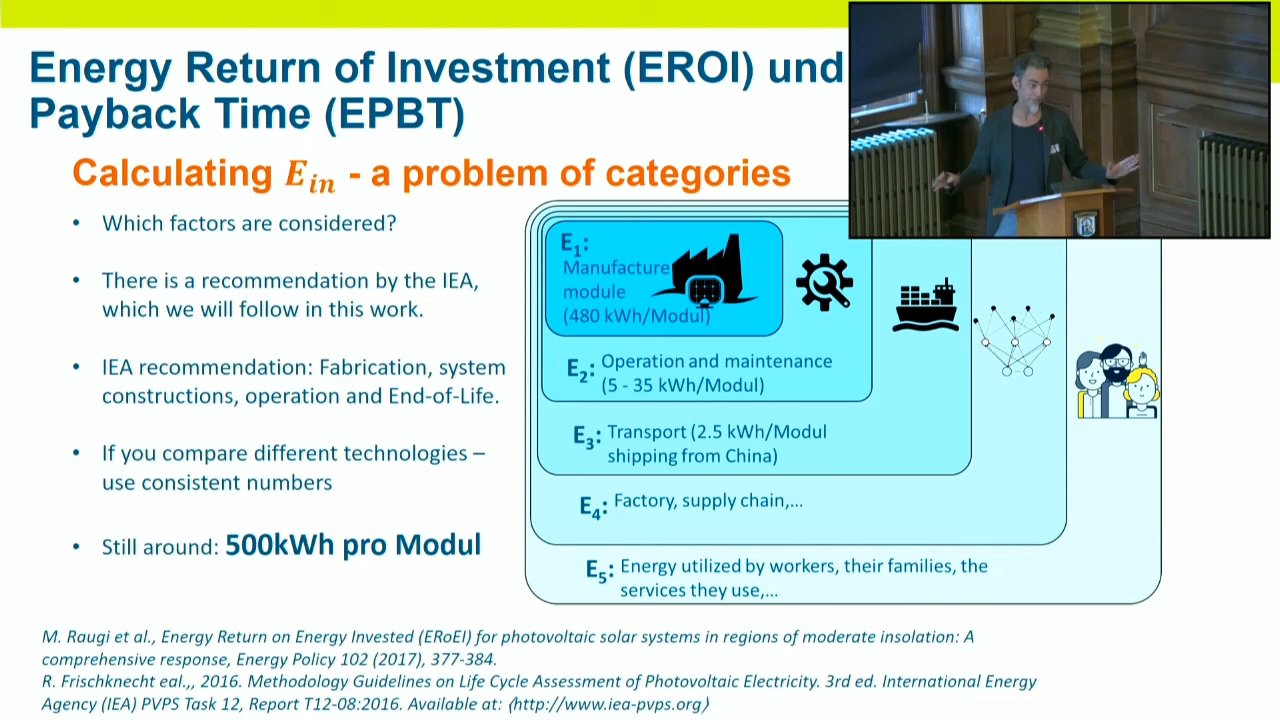 Energy Return of Investment (EROI) und
Payback Time (EPBT)
Calculating E_in - a problem of categories
• Which factors are considered?
• There is a recommendation by the IEA,
which we will follow in this work.
• IEA recommendation: Fabrication, system
constructions, operation and End-of-Life.
• If you compare different technologies –
use consistent numbers
• Still around: 500kWh pro Modul
E1:
Manufacture
module
(480 kWh/Modul)
E2: Operation and maintenance
(5 - 35 kWh/Modul)
E3: Transport (2.5 kWh/Modul
shipping from China)
E4: Factory, supply chain,...
E5: Energy utilized by workers, their families, the
services they use,...
M. Raugi et al., Energy Return on Energy Invested (ERoEI) for photovoltaic solar systems in regions of moderate insolation: A
comprehensive response, Energy Policy 102 (2017), 377-384.
R. Frischknecht eal.,, 2016. Methodology Guidelines on Life Cycle Assessment of Photovoltaic Electricity. 3rd ed. International Energy
Agency (IEA) PVPS Task 12, Report T12-08:2016. Available at: ⟨http://www.iea-pvps.org⟩